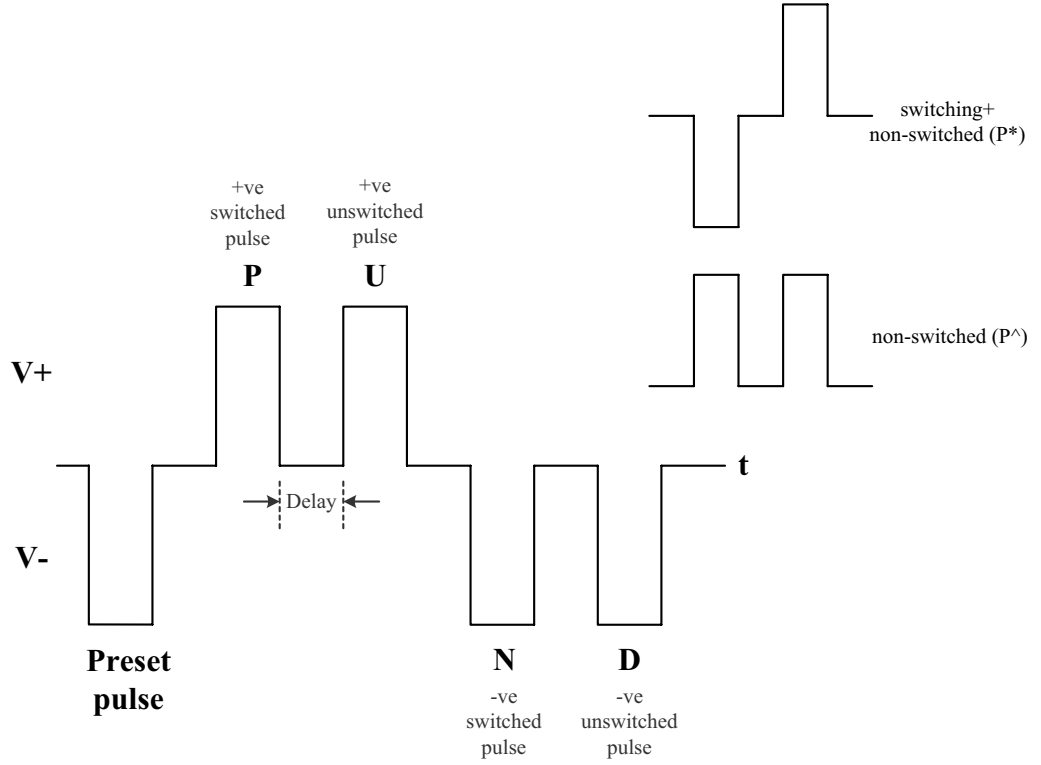 switching+
non-switched (P*)
+ve
switched
pulse
P
+ve
unswitched
pulse
U
non-switched (P^)
V+
t
Delay
V-
Preset
pulse
N
-ve
switched
pulse
D
-ve
unswitched
pulse